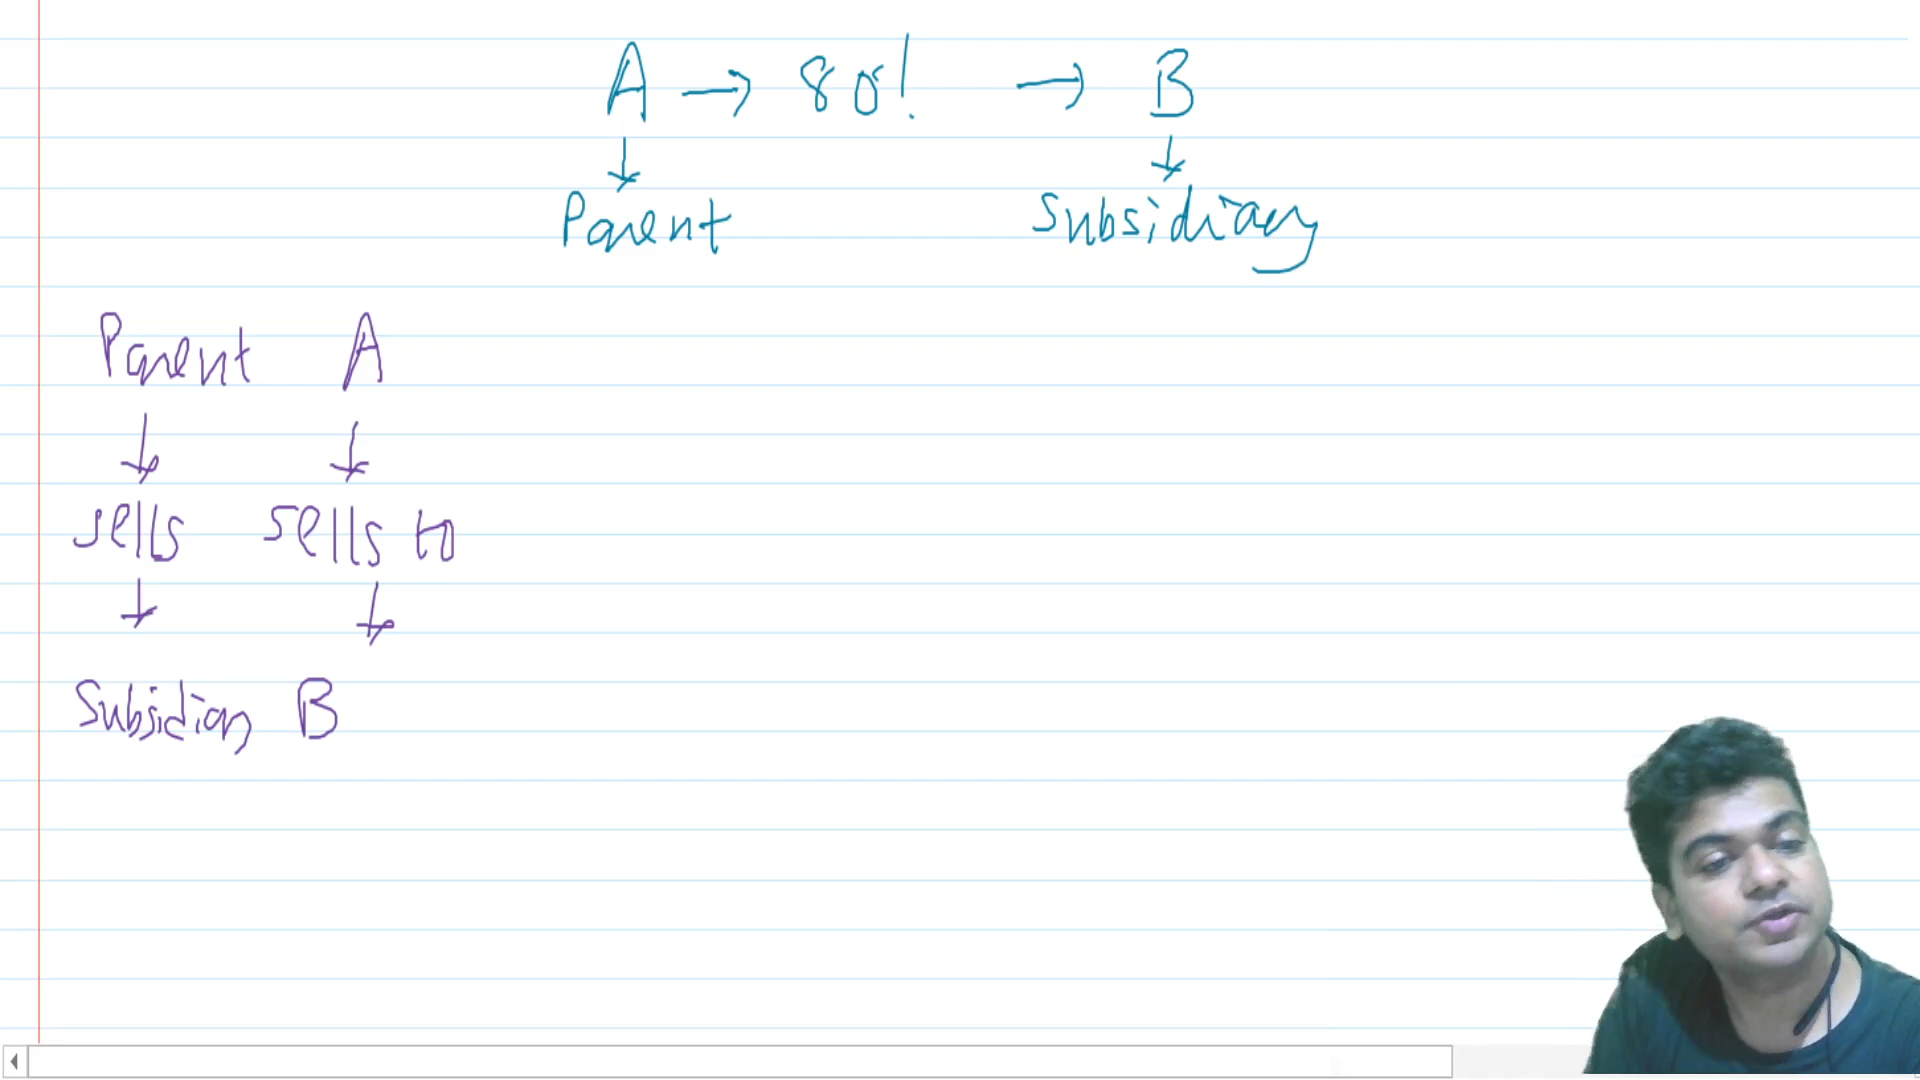 A → 80% → B
↓ ↓
Parent Subsidiary
Parent A
↓ ↓
sells sells to
↓ ↓
Subsidiary B